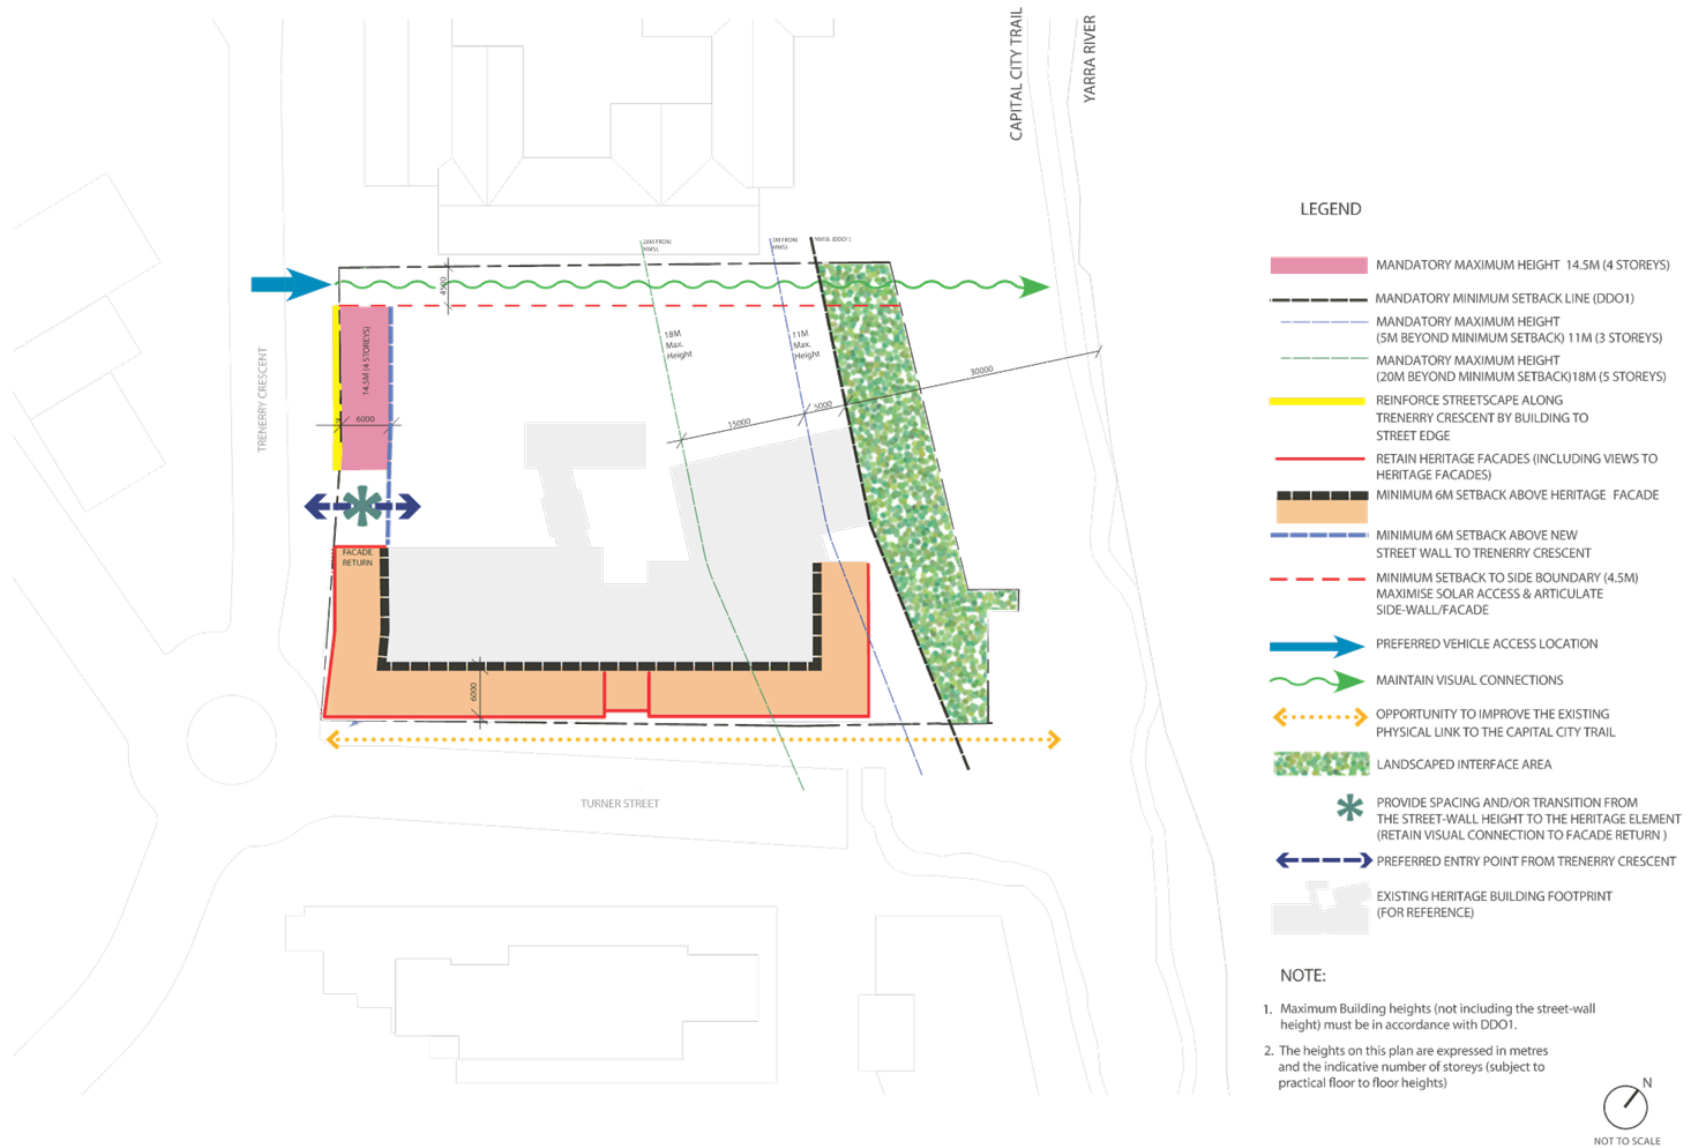 CAPITAL CITY TRAIL
YARRA RIVER
20M FROM
MMSL
5M FROM
MMSL
MMSL (DDO1)
4500
TRENERRY CRESCENT
14.5M (4 STOREYS)
6000
18M
Max.
Height
11M
Max.
Height
15000
5000
30000
FACADE
RETURN
6000
TURNER STREET
LEGEND
MANDATORY MAXIMUM HEIGHT 14.5M (4 STOREYS)
MANDATORY MINIMUM SETBACK LINE (DDO1)
MANDATORY MAXIMUM HEIGHT
(5M BEYOND MINIMUM SETBACK) 11M (3 STOREYS)
MANDATORY MAXIMUM HEIGHT
(20M BEYOND MINIMUM SETBACK)18M (5 STOREYS)
REINFORCE STREETSCAPE ALONG
TRENERRY CRESCENT BY BUILDING TO
STREET EDGE
RETAIN HERITAGE FACADES (INCLUDING VIEWS TO
HERITAGE FACADES)
MINIMUM 6M SETBACK ABOVE HERITAGE FACADE
MINIMUM 6M SETBACK ABOVE NEW
STREET WALL TO TRENERRY CRESCENT
MINIMUM SETBACK TO SIDE BOUNDARY (4.5M)
MAXIMISE SOLAR ACCESS & ARTICULATE
SIDE-WALL/FACADE
PREFERRED VEHICLE ACCESS LOCATION
MAINTAIN VISUAL CONNECTIONS
OPPORTUNITY TO IMPROVE THE EXISTING
PHYSICAL LINK TO THE CAPITAL CITY TRAIL
LANDSCAPED INTERFACE AREA
PROVIDE SPACING AND/OR TRANSITION FROM
THE STREET-WALL HEIGHT TO THE HERITAGE ELEMENT
(RETAIN VISUAL CONNECTION TO FACADE RETURN )
PREFERRED ENTRY POINT FROM TRENERRY CRESCENT
EXISTING HERITAGE BUILDING FOOTPRINT
(FOR REFERENCE)
NOTE:
1. Maximum Building heights (not including the street-wall
height) must be in accordance with DDO1.
2. The heights on this plan are expressed in metres
and the indicative number of storeys (subject to
practical floor to floor heights)
N
NOT TO SCALE